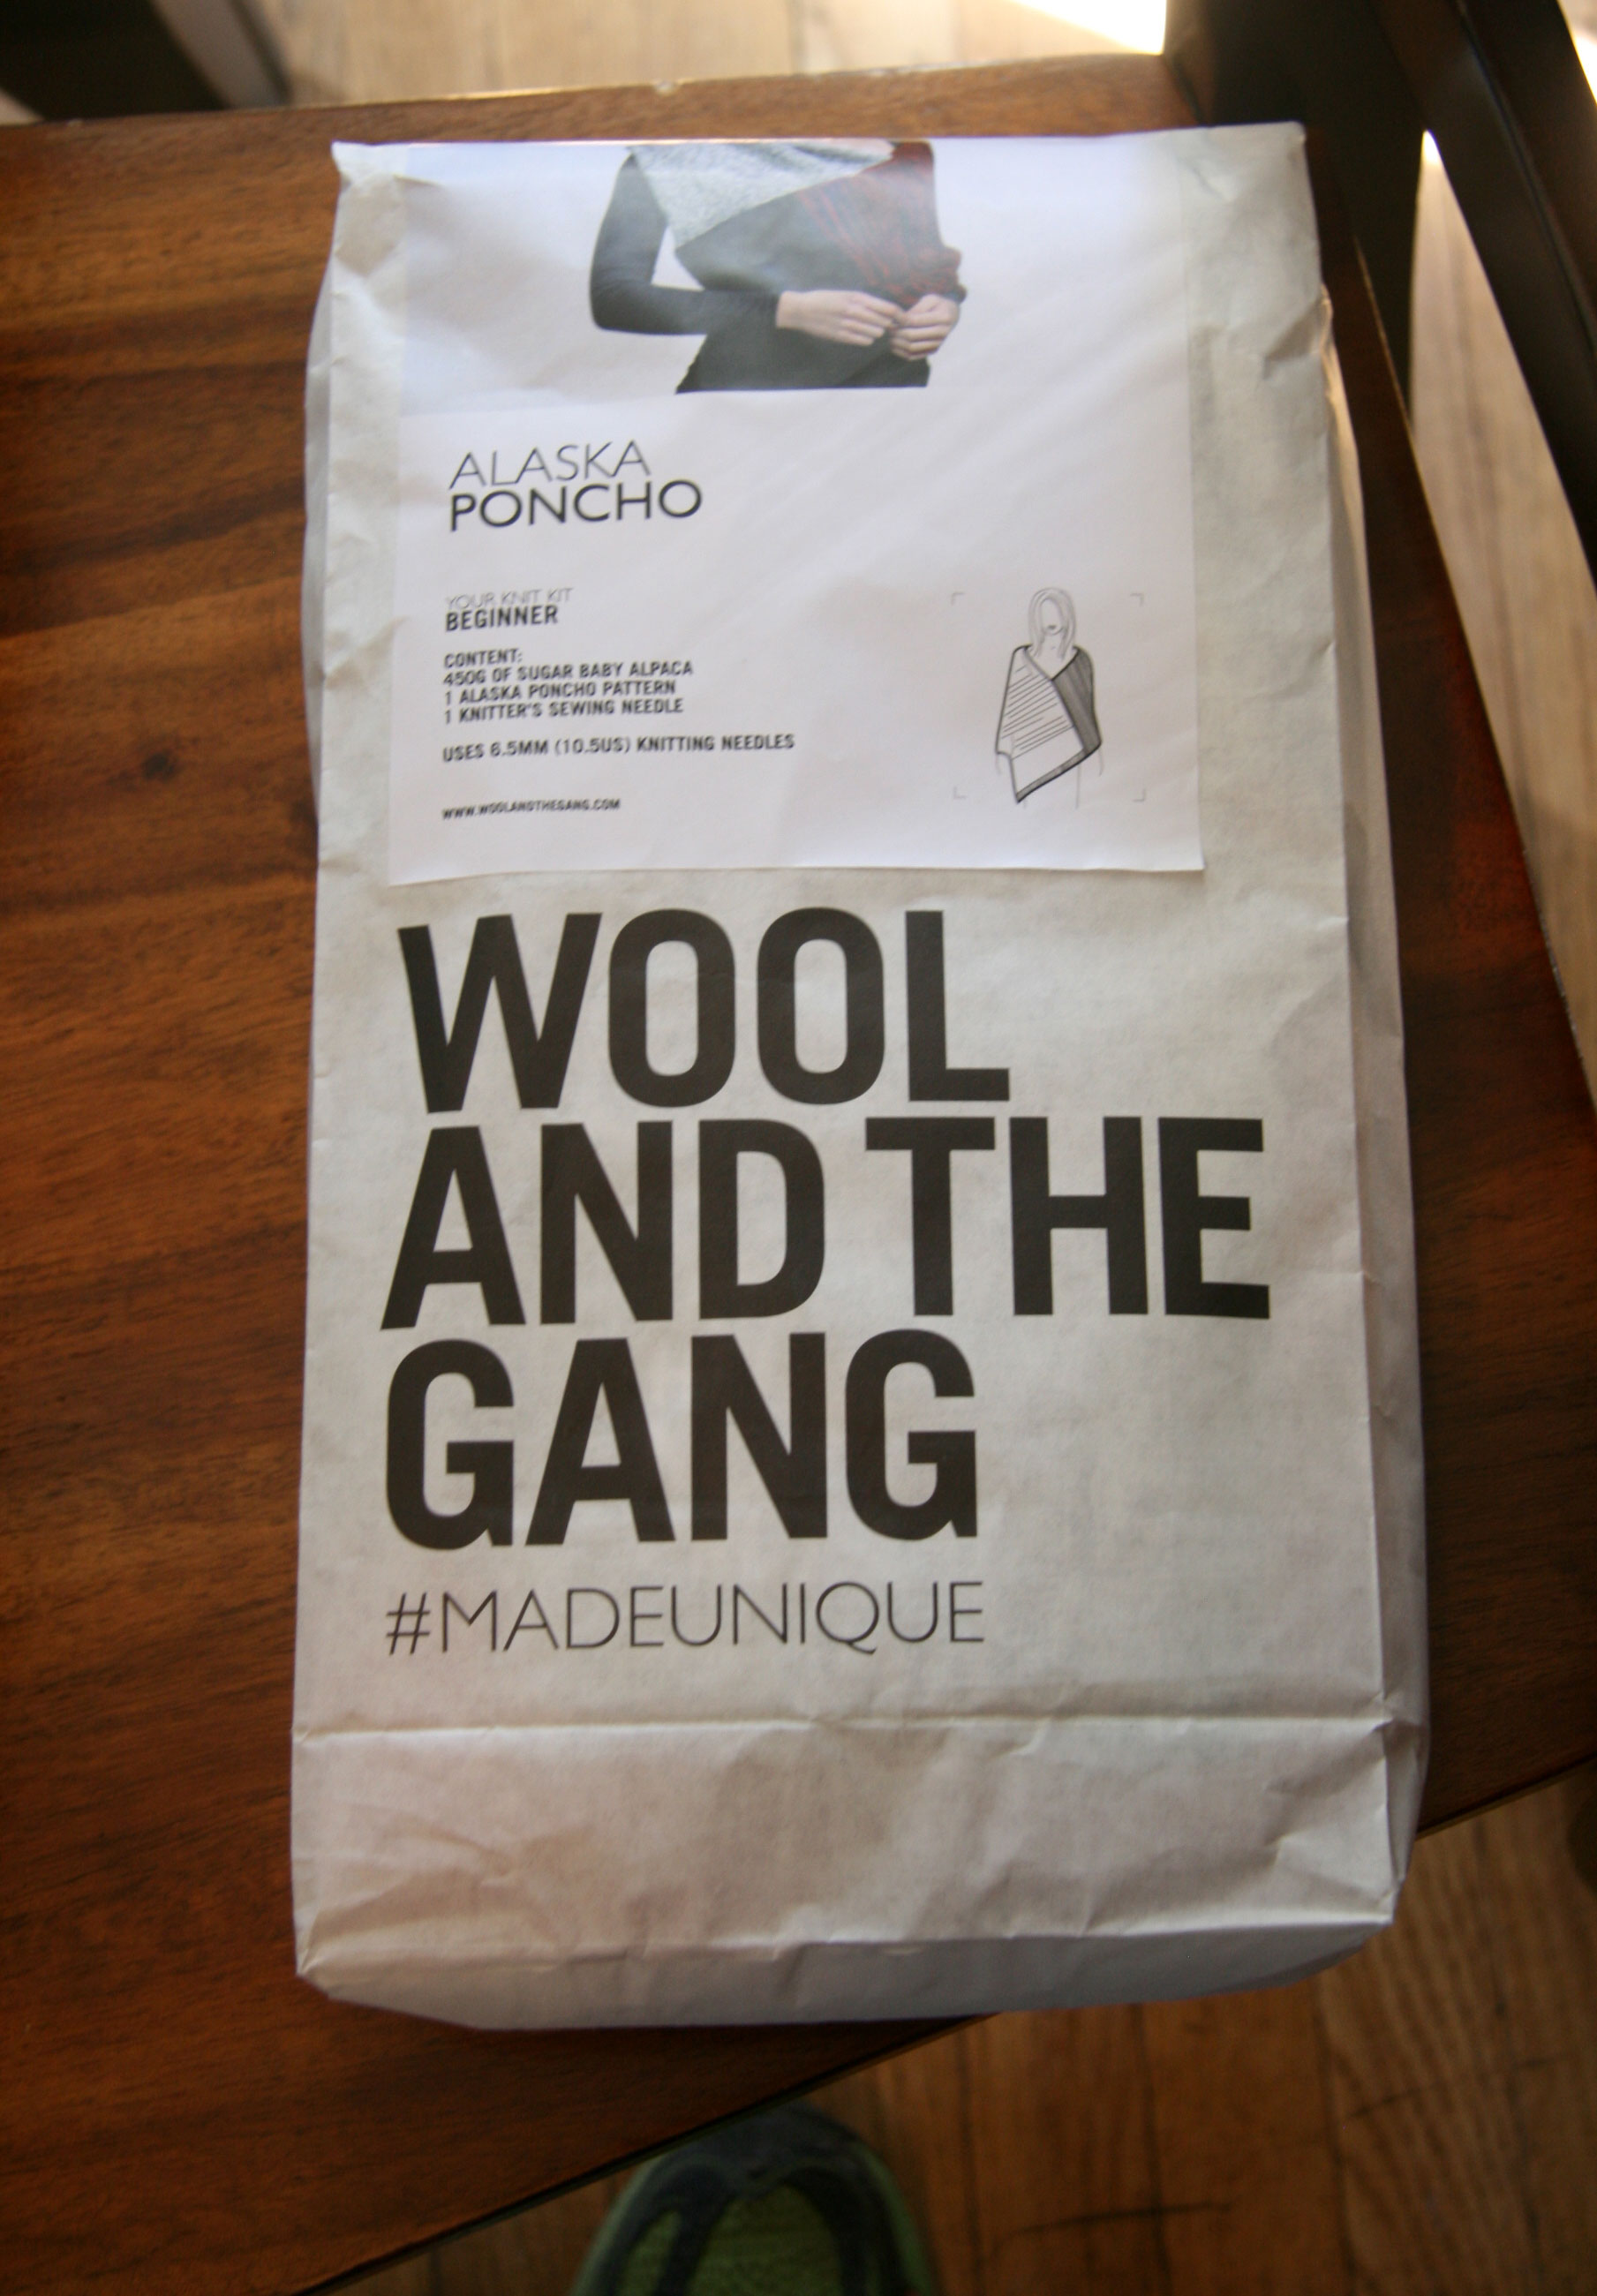 ALASKA
PONCHO
YOUR KNIT KIT
BEGINNER
CONTENT:
450G OF SUGAR BABY ALPACA
1 ALASKA PONCHO PATTERN
1 KNITTER'S SEWING NEEDLE
USES 6.5MM (10.5US) KNITTING NEEDLES
WWW.WOOLANDTHEGANG.COM
WOOL
AND THE
GANG
#MADEUNIQUE